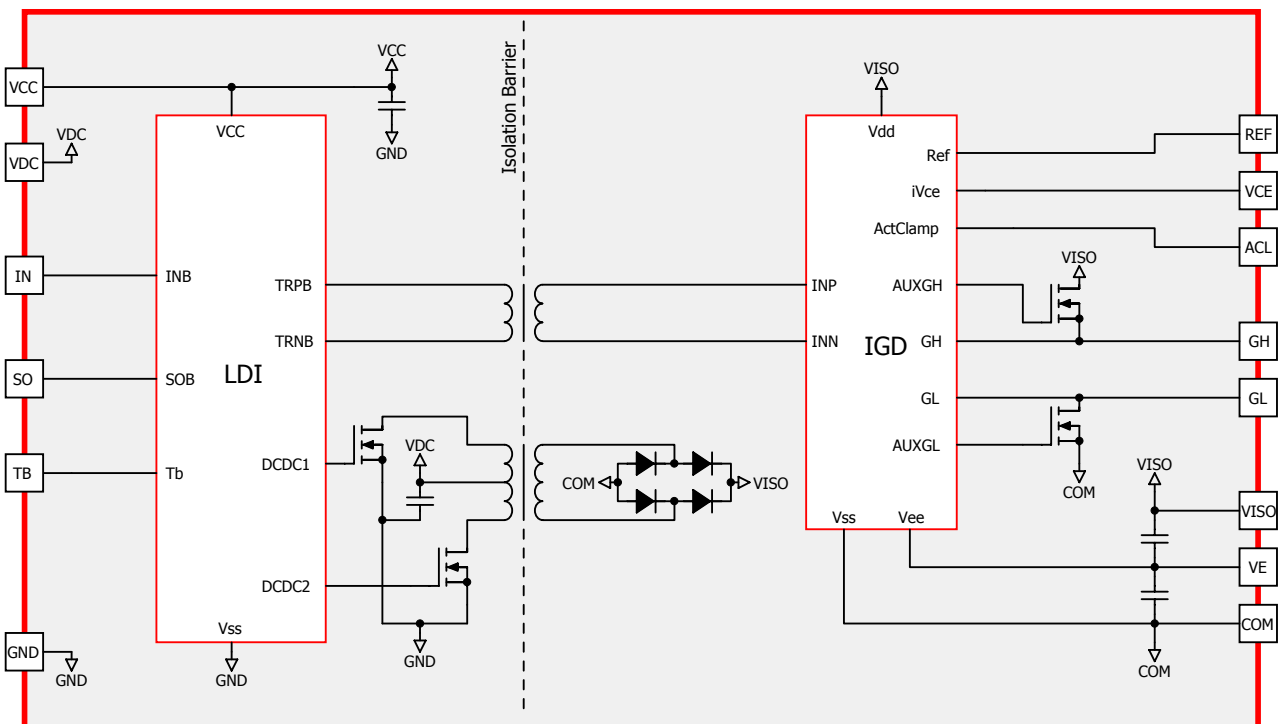 VCC
VDC
VDC
IN
SO
TB
GND
GND
VCC
GND
VCC
INB
SOB
Tb
TRPB
TRNB
LDI
DCDC1
DCDC2
Vss
GND
VDC
GND
Isolation Barrier
COM
VISO
VISO
Vdd
Ref
iVce
ActClamp
INP
INN
AUXGH
GH
IGD
GL
AUXGL
Vss
Vee
VISO
COM
VISO
COM
REF
VCE
ACL
GH
GL
VISO
VE
COM